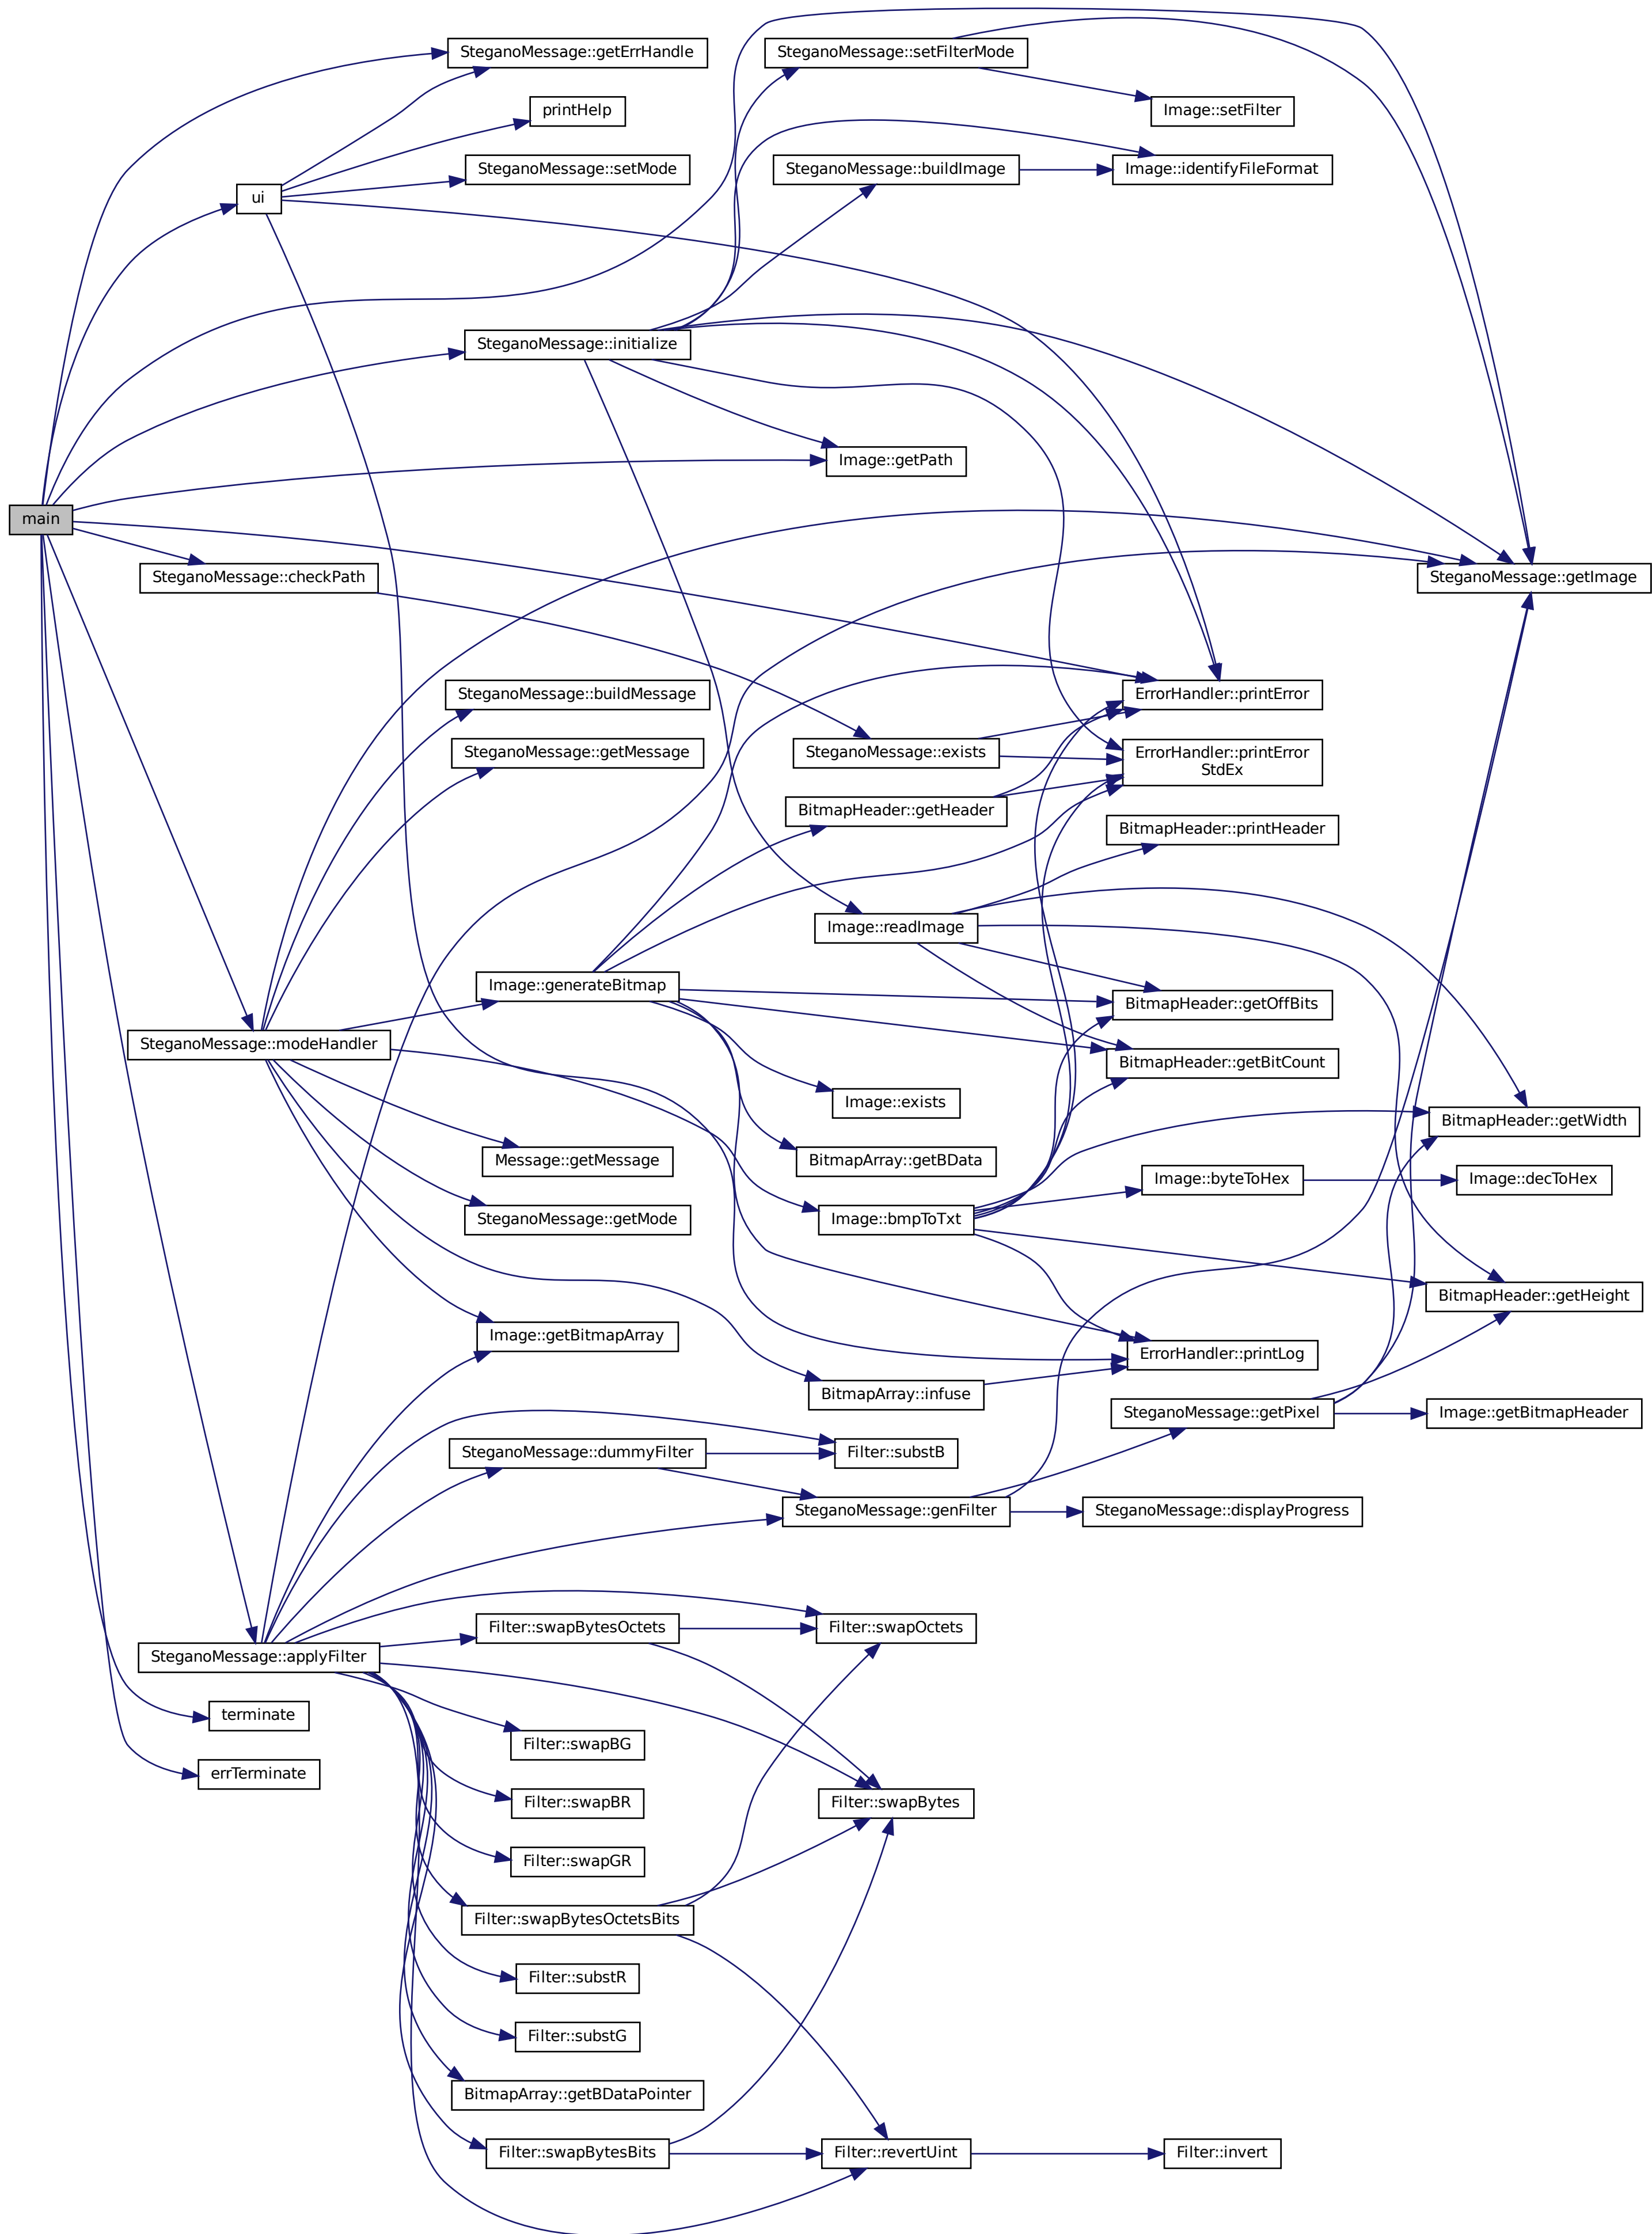 SteganoMessage::getErrHandle
SteganoMessage::setFilterMode
printHelp
Image::setFilter
SteganoMessage::setMode
SteganoMessage::buildImage
Image::identifyFileFormat
ui
SteganoMessage::initialize
Image::getPath
main
SteganoMessage::checkPath
SteganoMessage::getImage
SteganoMessage::buildMessage
ErrorHandler::printError
SteganoMessage::getMessage
SteganoMessage::exists
ErrorHandler::printError
StdEx
BitmapHeader::getHeader
BitmapHeader::printHeader
Image::readImage
Image::generateBitmap
BitmapHeader::getOffBits
SteganoMessage::modeHandler
BitmapHeader::getBitCount
Image::exists
BitmapHeader::getWidth
Message::getMessage
BitmapArray::getBData
Image::byteToHex
Image::decToHex
SteganoMessage::getMode
Image::bmpToTxt
BitmapHeader::getHeight
Image::getBitmapArray
ErrorHandler::printLog
BitmapArray::infuse
SteganoMessage::getPixel
Image::getBitmapHeader
SteganoMessage::dummyFilter
Filter::substB
SteganoMessage::genFilter
SteganoMessage::displayProgress
Filter::swapBytesOctets
Filter::swapOctets
SteganoMessage::applyFilter
terminate
Filter::swapBG
errTerminate
Filter::swapBR
Filter::swapBytes
Filter::swapGR
Filter::swapBytesOctetsBits
Filter::substR
Filter::substG
BitmapArray::getBDataPointer
Filter::swapBytesBits
Filter::revertUint
Filter::invert